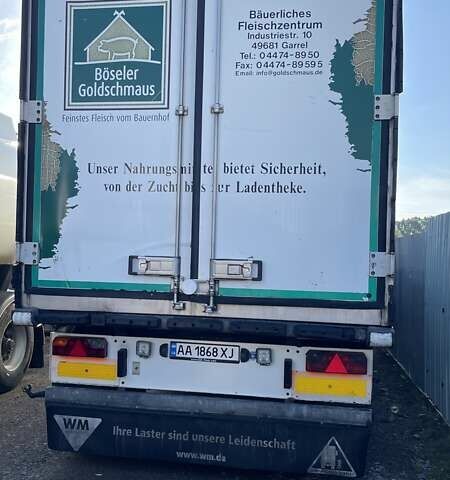 Bäuerliches
Fleischzentrum
Industriestr. 10
49681 Garrel
Tel.: 04474-8950
Fax: 04474-89595
Email: info@goldschmaus.de
Böseler
Goldschmaus
Feinstes Fleisch vom Bauernhof
Unser Nahrungsmittel bietet Sicherheit,
von der Zucht bis zur Ladentheke.
AA 1868 XJ
WM
Ihre Laster sind unsere Leidenschaft
www.wm.de